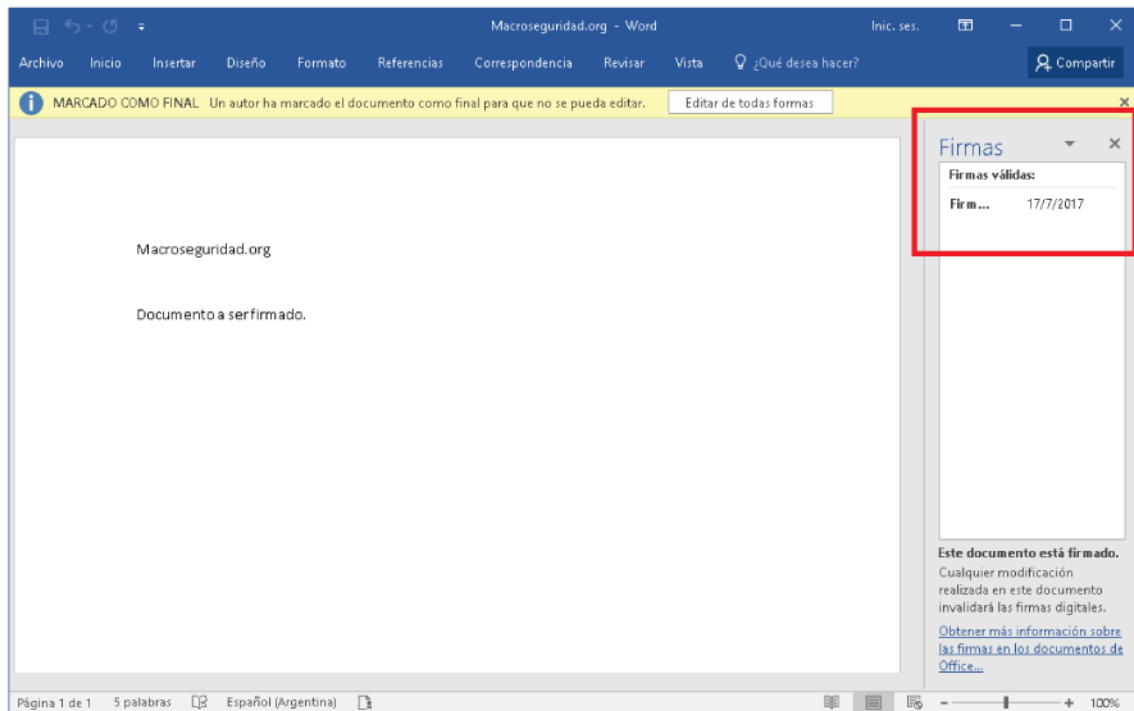 Macroseguridad.org - Word
Inic. ses.
Archivo Inicio Insertar Diseño Formato Referencias Correspondencia Revisar Vista ¿Qué desea hacer? Compartir
MARCADO COMO FINAL Un autor ha marcado el documento como final para que no se pueda editar. Editar de todas formas
Macroseguridad.org
Documento a ser firmado.
Firmas
Firmas válidas:
Firm... 17/7/2017
Este documento está firmado.
Cualquier modificación
realizada en este documento
invalidará las firmas digitales.
Obtener más información sobre
las firmas en los documentos de
Office...
Página 1 de 1 5 palabras Español (Argentina) 100%